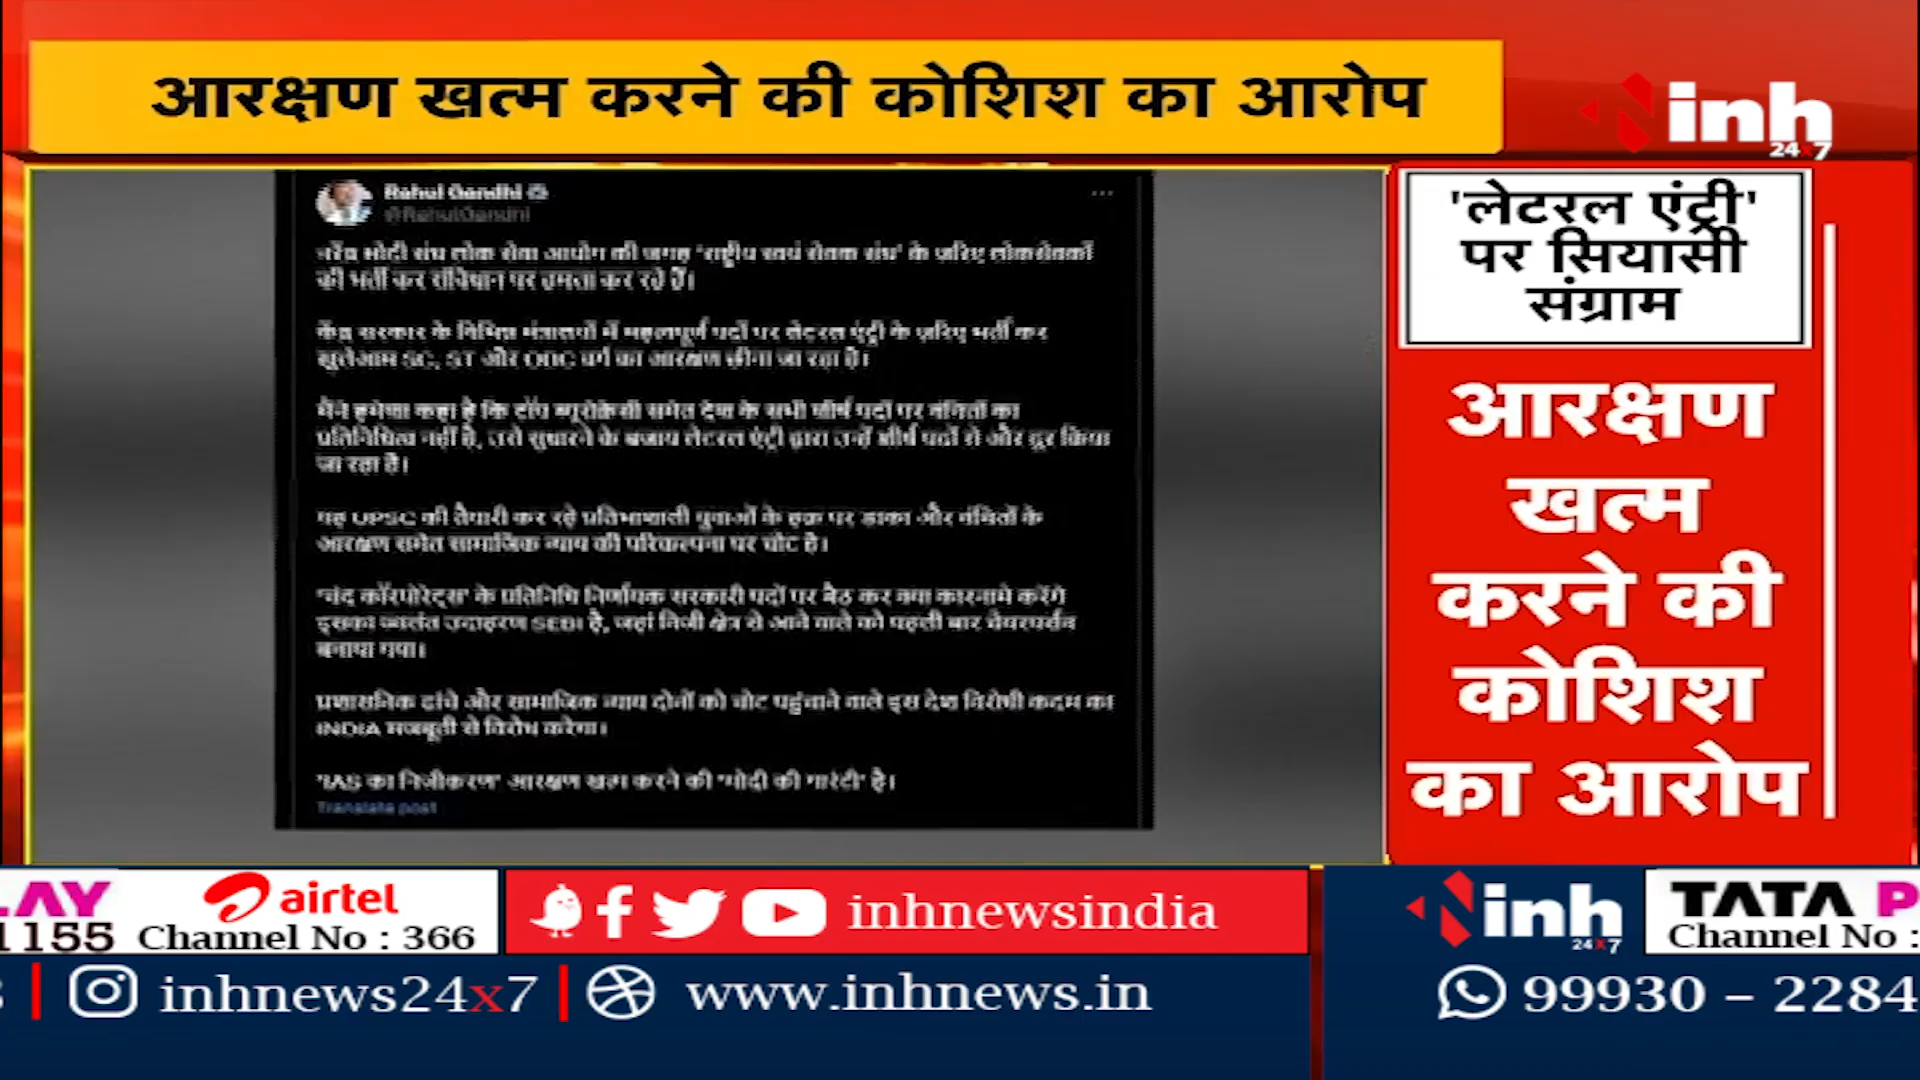 आरक्षण खत्म करने की कोशिश का आरोप
inh
24x7
Rahul Gandhi
@RahulGandhi
नरेंद्र मोदी संघ लोक सेवा आयोग की जगह 'राष्ट्रीय स्वयं सेवक संघ' के ज़रिए लोकसेवकों
की भर्ती कर संविधान पर हमला कर रहे हैं।
केंद्र सरकार के विभिन्न मंत्रालयों में महत्वपूर्ण पदों पर लेटरल एंट्री के ज़रिए भर्ती कर
खुलेआम SC, ST और OBC वर्ग का आरक्षण छीना जा रहा है।
मैंने हमेशा कहा है कि टॉप ब्यूरोक्रेसी समेत देश के सभी शीर्ष पदों पर वंचितों का
प्रतिनिधित्व नहीं है, उसे सुधारने के बजाय लेटरल एंट्री द्वारा उन्हें शीर्ष पदों से और दूर किया
जा रहा है।
यह UPSC की तैयारी कर रहे प्रतिभाशाली युवाओं के हक़ पर डाका और वंचितों के
आरक्षण समेत सामाजिक न्याय की परिकल्पना पर चोट है।
'चंद कॉरपोरेट्स' के प्रतिनिधि निर्णायक सरकारी पदों पर बैठ कर क्या कारनामे करेंगे
इसका ज्वलंत उदाहरण SEBI है, जहां निजी क्षेत्र से आने वाले को पहली बार चेयरपर्सन
बनाया गया।
प्रशासनिक ढांचे और सामाजिक न्याय दोनों को चोट पहुंचाने वाले इस देश विरोधी कदम का
INDIA मजबूती से विरोध करेगा।
'IAS का निजीकरण' आरक्षण खत्म करने की 'मोदी की गारंटी' है।
Translate post
'लेटरल एंट्री'
पर सियासी
संग्राम
आरक्षण
खत्म
करने की
कोशिश
का आरोप
LAY
1155
airtel
Channel No : 366
inhnewsindia
inh
24x7
TATA P
Channel No :
inhnews24x7
www.inhnews.in
99930 – 2284